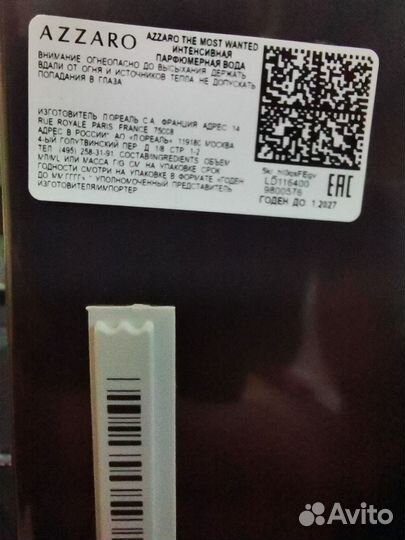 AZZARO
AZZARO THE MOST WANTED
ИНТЕНСИВНАЯ
ПАРФЮМЕРНАЯ ВОДА
ВНИМАНИЕ ОГНЕОПАСНО ДО ВЫСЫХАНИЯ ДЕРЖАТЬ
ВДАЛИ ОТ ОГНЯ И ИСТОЧНИКОВ ТЕПЛА НЕ ДОПУСКАТЬ
ПОПАДАНИЯ В ГЛАЗА
ИЗГОТОВИТЕЛЬ Л'ОРЕАЛЬ С.А. ФРАНЦИЯ АДРЕС 14
RUE ROYALE PARIS FRANCE 75008
АДРЕС В РОССИИ АО "Л'ОРЕАЛЬ" 119180 МОСКВА
4-ЫЙ ГОЛУТВИНСКИЙ ПЕР Д 1/8 СТР 1-2
ТЕЛ (495) 258-31-91. СОСТАВ/INGREDIENTS ОБЪЕМ
МЛ/ML ИЛИ МАССА Г/G СМ НА УПАКОВКЕ СРОК
ГОДНОСТИ СМОТРИ НА УПАКОВКЕ В ФОРМАТЕ «ГОДЕН
ДО ММ.ГГГГ» УПОЛНОМОЧЕННЫЙ ПРЕДСТАВИТЕЛЬ
ИЗГОТОВИТЕЛЯ/ИМПОРТЕР
LD116400
9800576
EAC
ГОДЕН ДО 1.2027
Avito